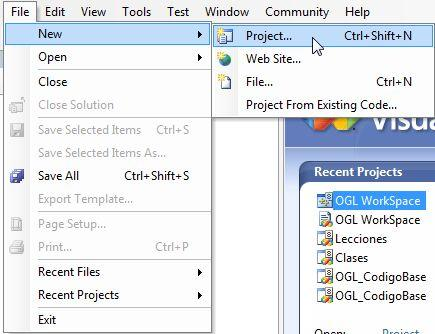 File Edit View Tools Test Window Community Help
New
Open
Close
Close Solution
Save Selected Items Ctrl+S
Save Selected Items As...
Save All Ctrl+Shift+S
Export Template...
Page Setup...
Print... Ctrl+P
Recent Files
Recent Projects
Exit
Project... Ctrl+Shift+N
Web Site...
File... Ctrl+N
Project From Existing Code...
Visua
Recent Projects
OGL WorkSpace
OGL WorkSpace
Lecciones
Clases
OGL_CodigoBase
OGL_CodigoBase
Open: Project